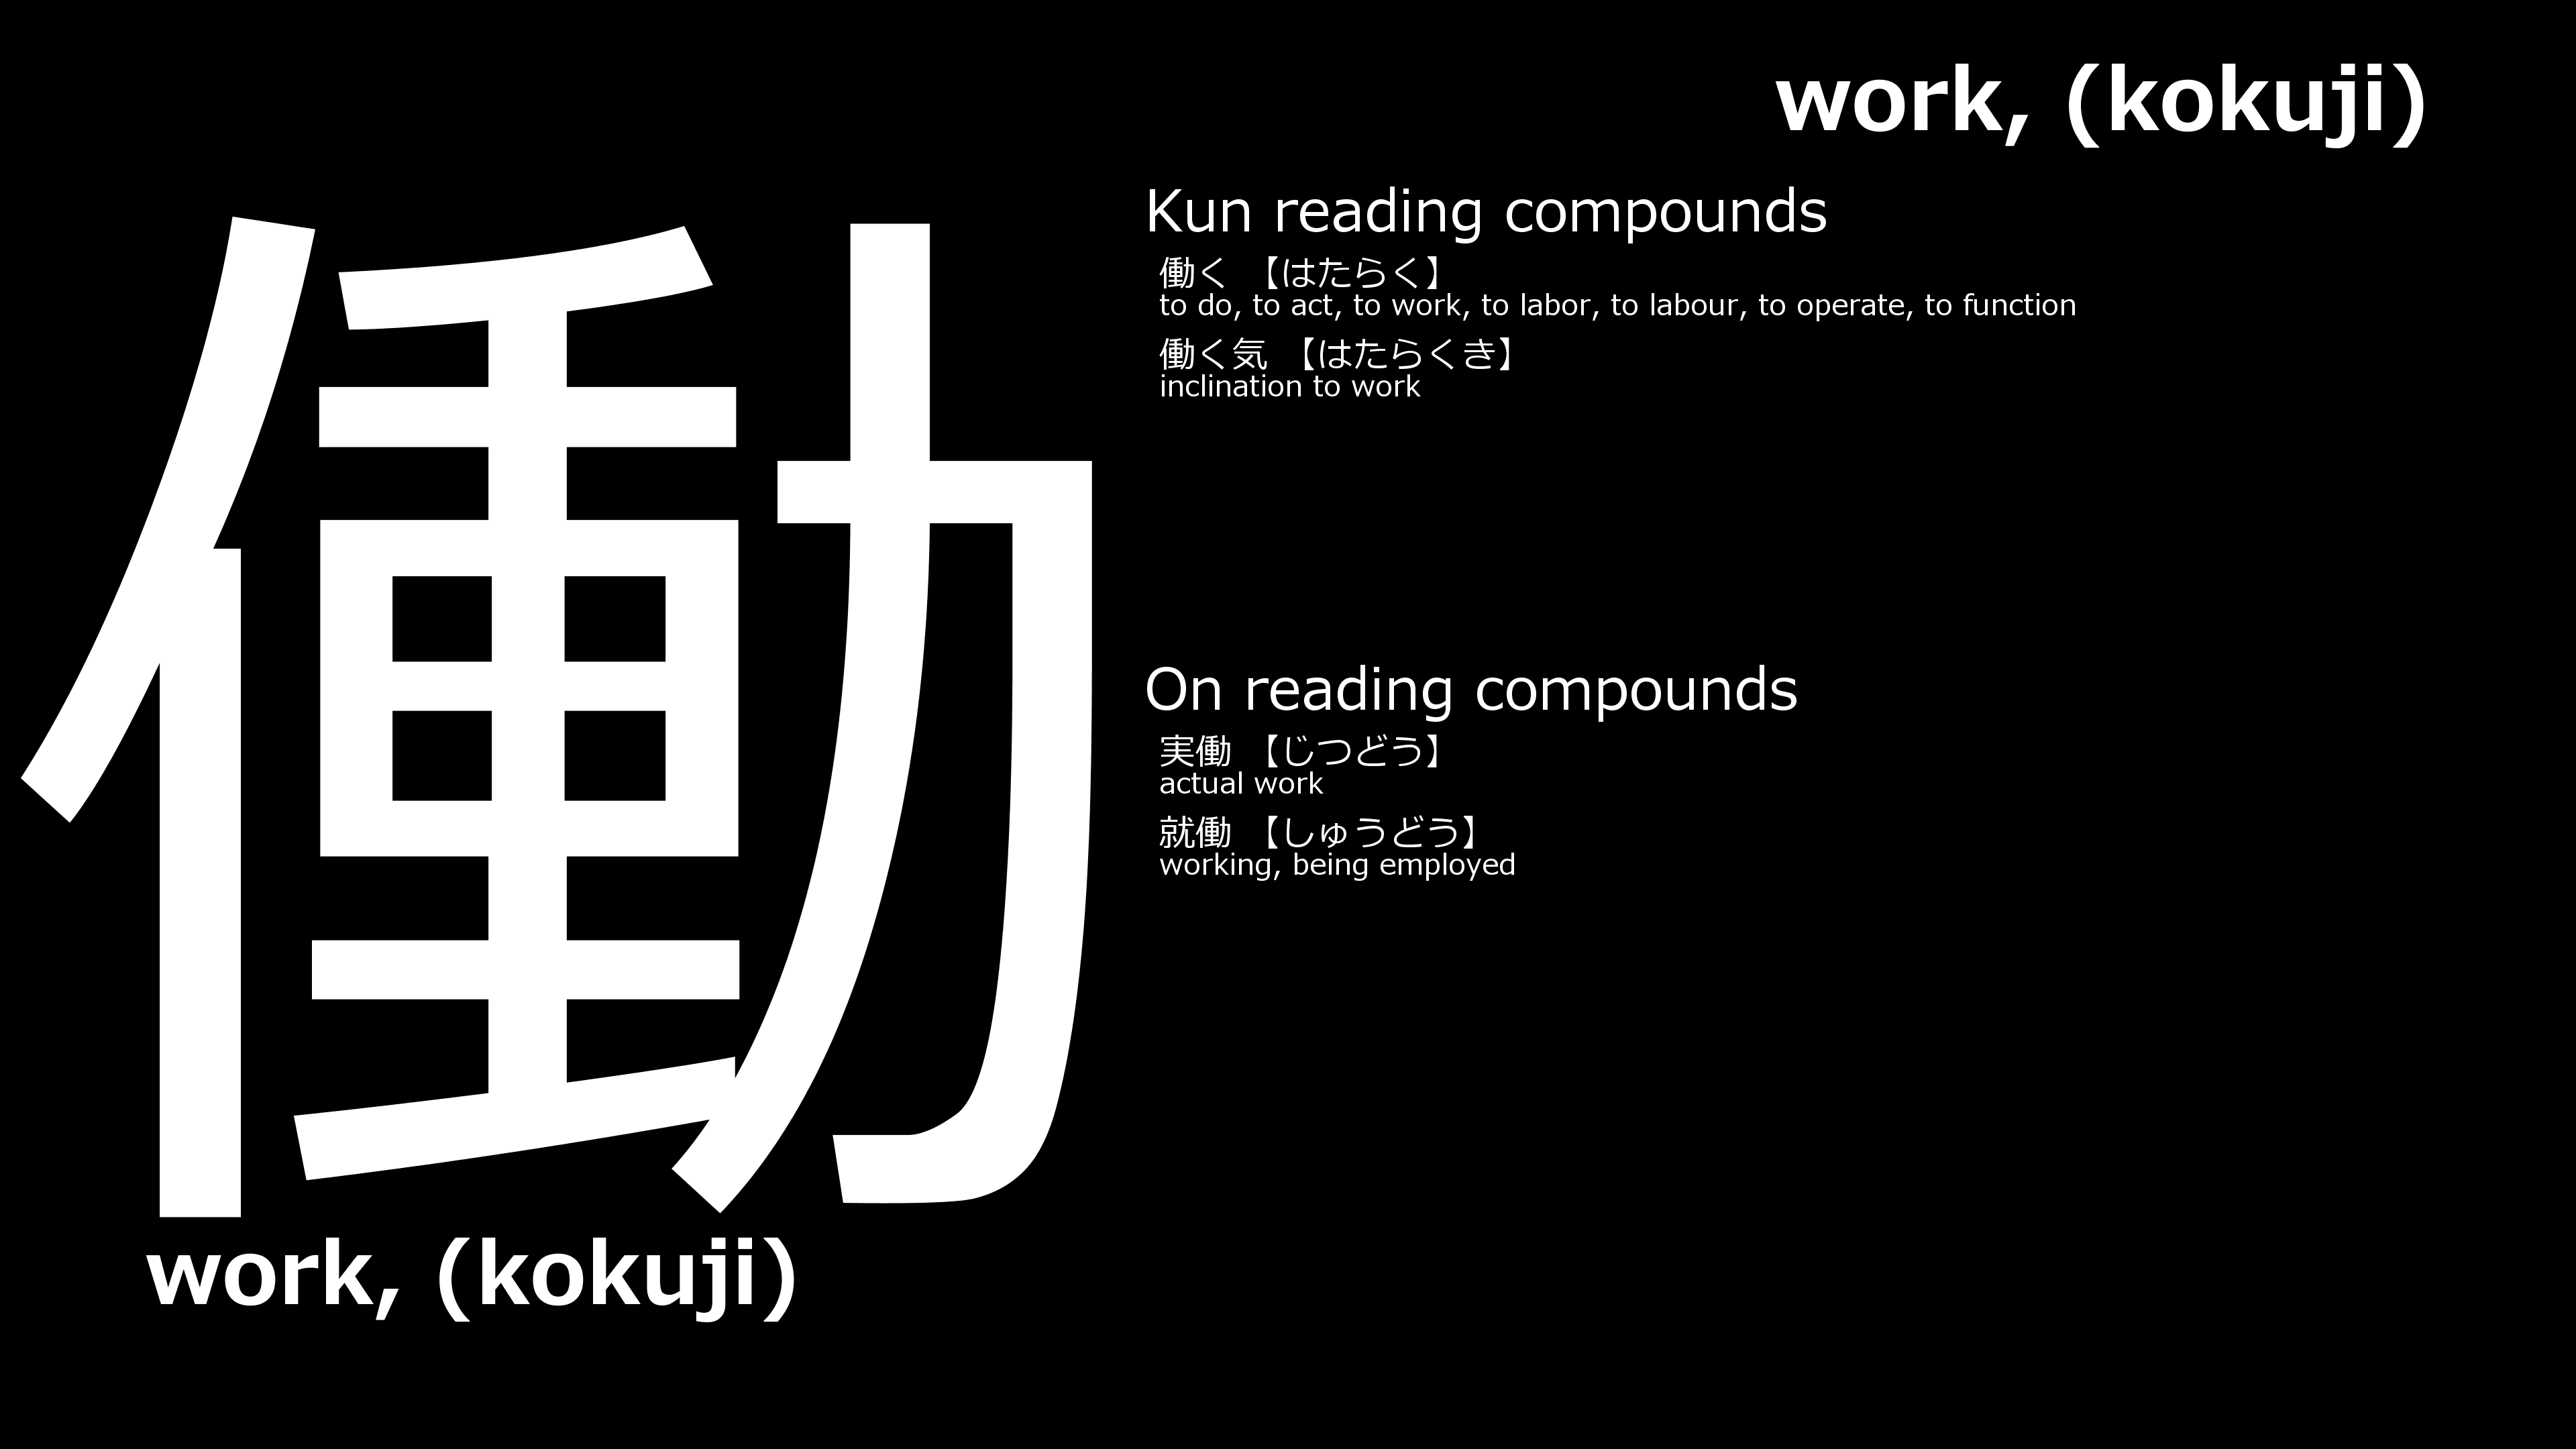 work, (kokuji)
働
work, (kokuji)
Kun reading compounds
働く 【はたらく】
to do, to act, to work, to labor, to labour, to operate, to function
働く気 【はたらくき】
inclination to work
On reading compounds
実働 【じつどう】
actual work
就働 【しゅうどう】
working, being employed